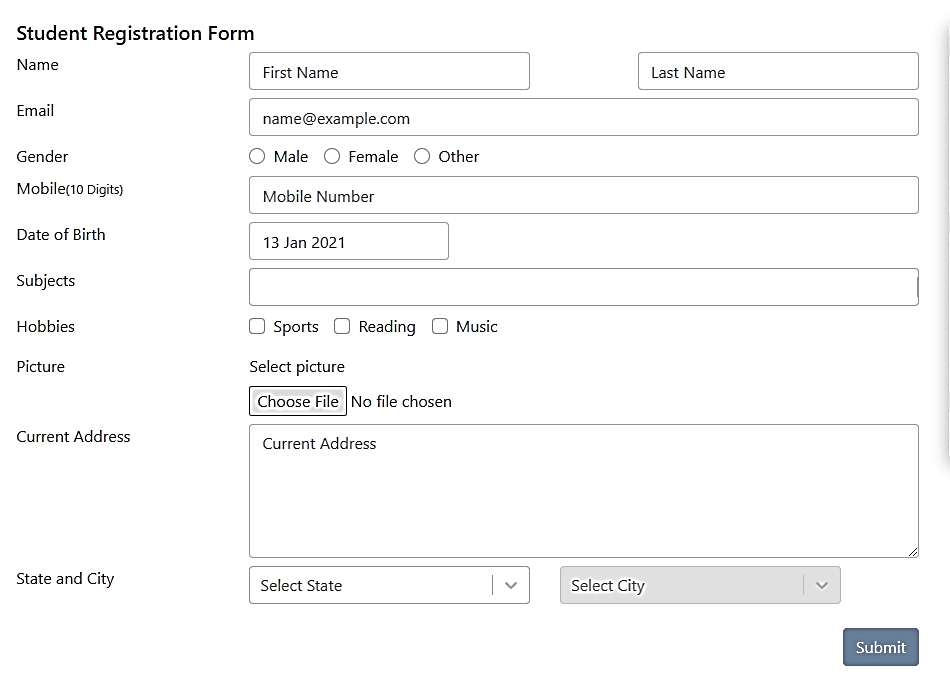 Student Registration Form
Name First Name Last Name
Email name@example.com
Gender Male Female Other
Mobile(10 Digits) Mobile Number
Date of Birth 13 Jan 2021
Subjects
Hobbies Sports Reading Music
Picture Select picture
Choose File No file chosen
Current Address Current Address
State and City Select State Select City
Submit